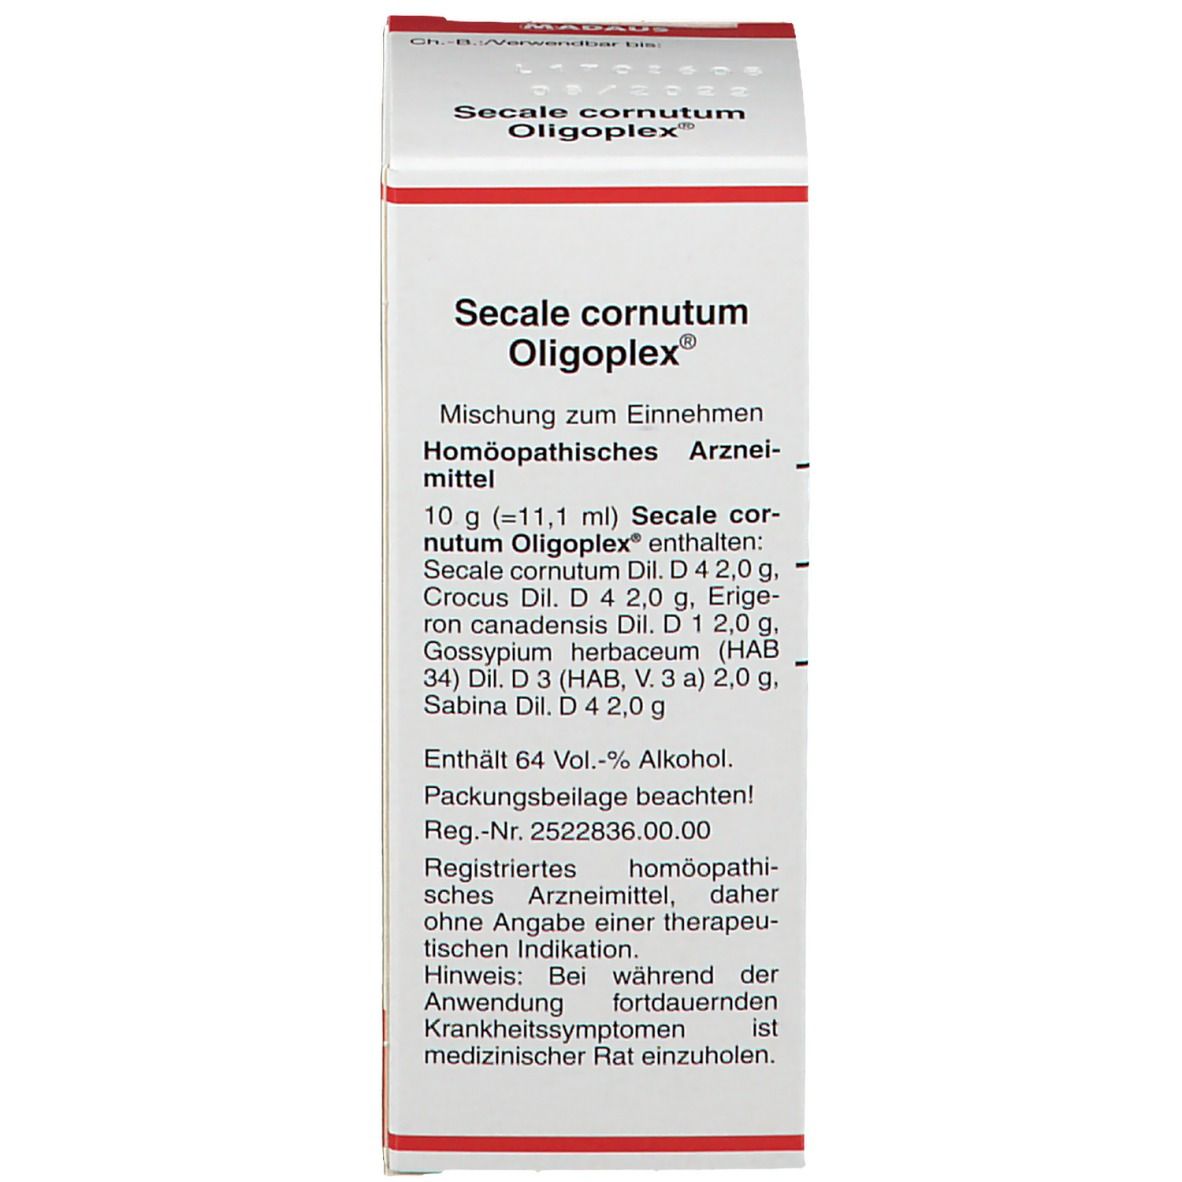 MADAUS
Ch.-B.:/Verwendbar bis:
L1702605
08/2022
Secale cornutum
Oligoplex®
Secale cornutum
Oligoplex®
Mischung zum Einnehmen
Homöopathisches Arznei-
mittel
10 g (=11,1 ml) Secale cor-
nutum Oligoplex® enthalten:
Secale cornutum Dil. D 4 2,0 g,
Crocus Dil. D 4 2,0 g, Erige-
ron canadensis Dil. D 1 2,0 g,
Gossypium herbaceum (HAB
34) Dil. D 3 (HAB, V. 3 a) 2,0 g,
Sabina Dil. D 4 2,0 g
Enthält 64 Vol.-% Alkohol.
Packungsbeilage beachten!
Reg.-Nr. 2522836.00.00
Registriertes homöopathi-
sches Arzneimittel, daher
ohne Angabe einer therapeu-
tischen Indikation.
Hinweis: Bei während der
Anwendung fortdauernden
Krankheitssymptomen ist
medizinischer Rat einzuholen.